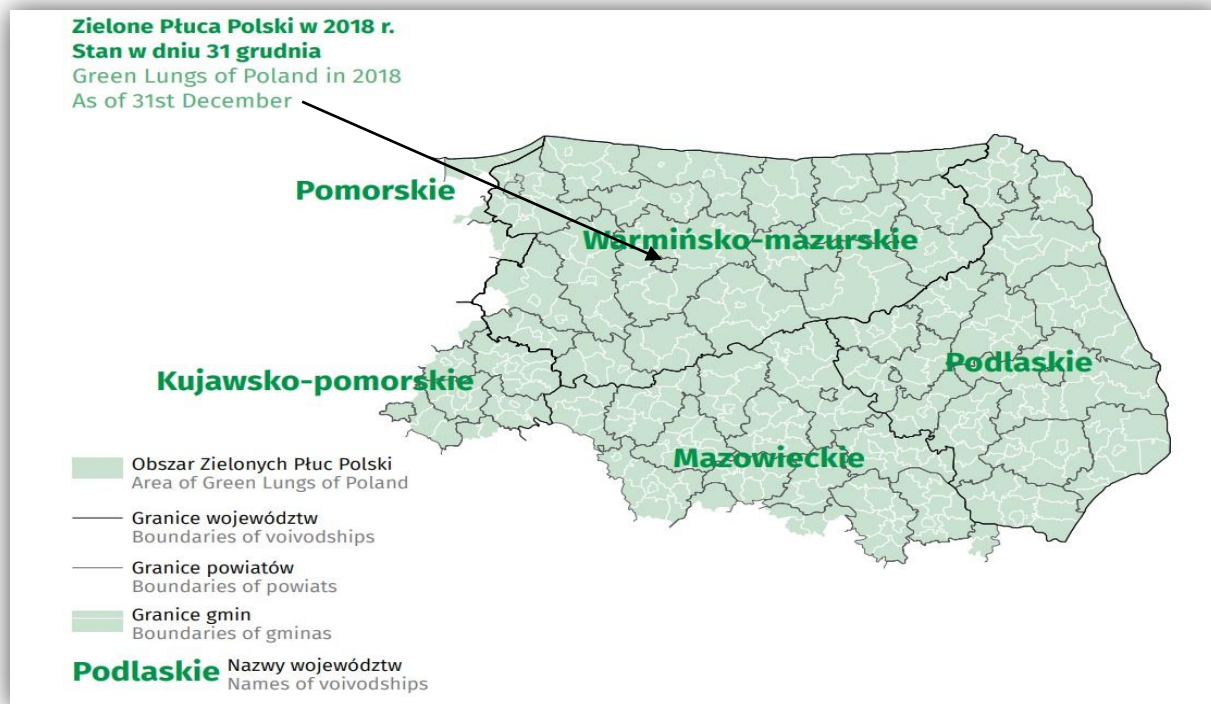 Zielone Płuca Polski w 2018 r.
Stan w dniu 31 grudnia
Green Lungs of Poland in 2018
As of 31st December
Pomorskie
Warmińsko-mazurskie
Kujawsko-pomorskie
Podlaskie
Mazowieckie
Obszar Zielonych Płuc Polski
Area of Green Lungs of Poland
Granice województw
Boundaries of voivodships
Granice powiatów
Boundaries of powiats
Granice gmin
Boundaries of gminas
Podlaskie Nazwy województw
Names of voivodships